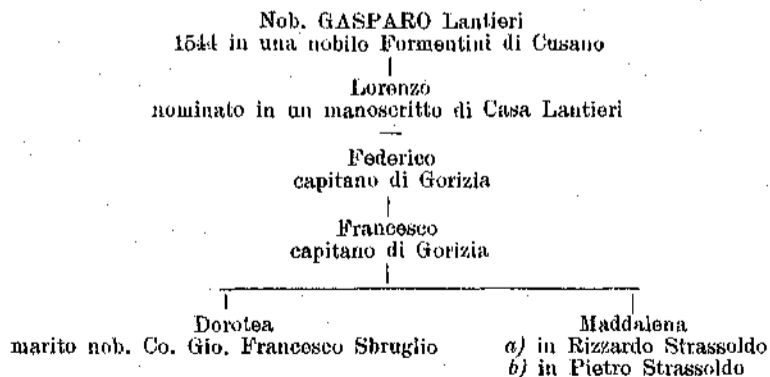 Nob. GASPARO Lantieri
1544 in una nobile Formentini di Cusano
Lorenzo
nominato in un manoscritto di Casa Lantieri
Federico
capitano di Gorizia
Francesco
capitano di Gorizia
Dorotea
marito nob. Co. Gio. Francesco Sbruglio
Maddalena
a) in Rizzardo Strassoldo
b) in Pietro Strassoldo